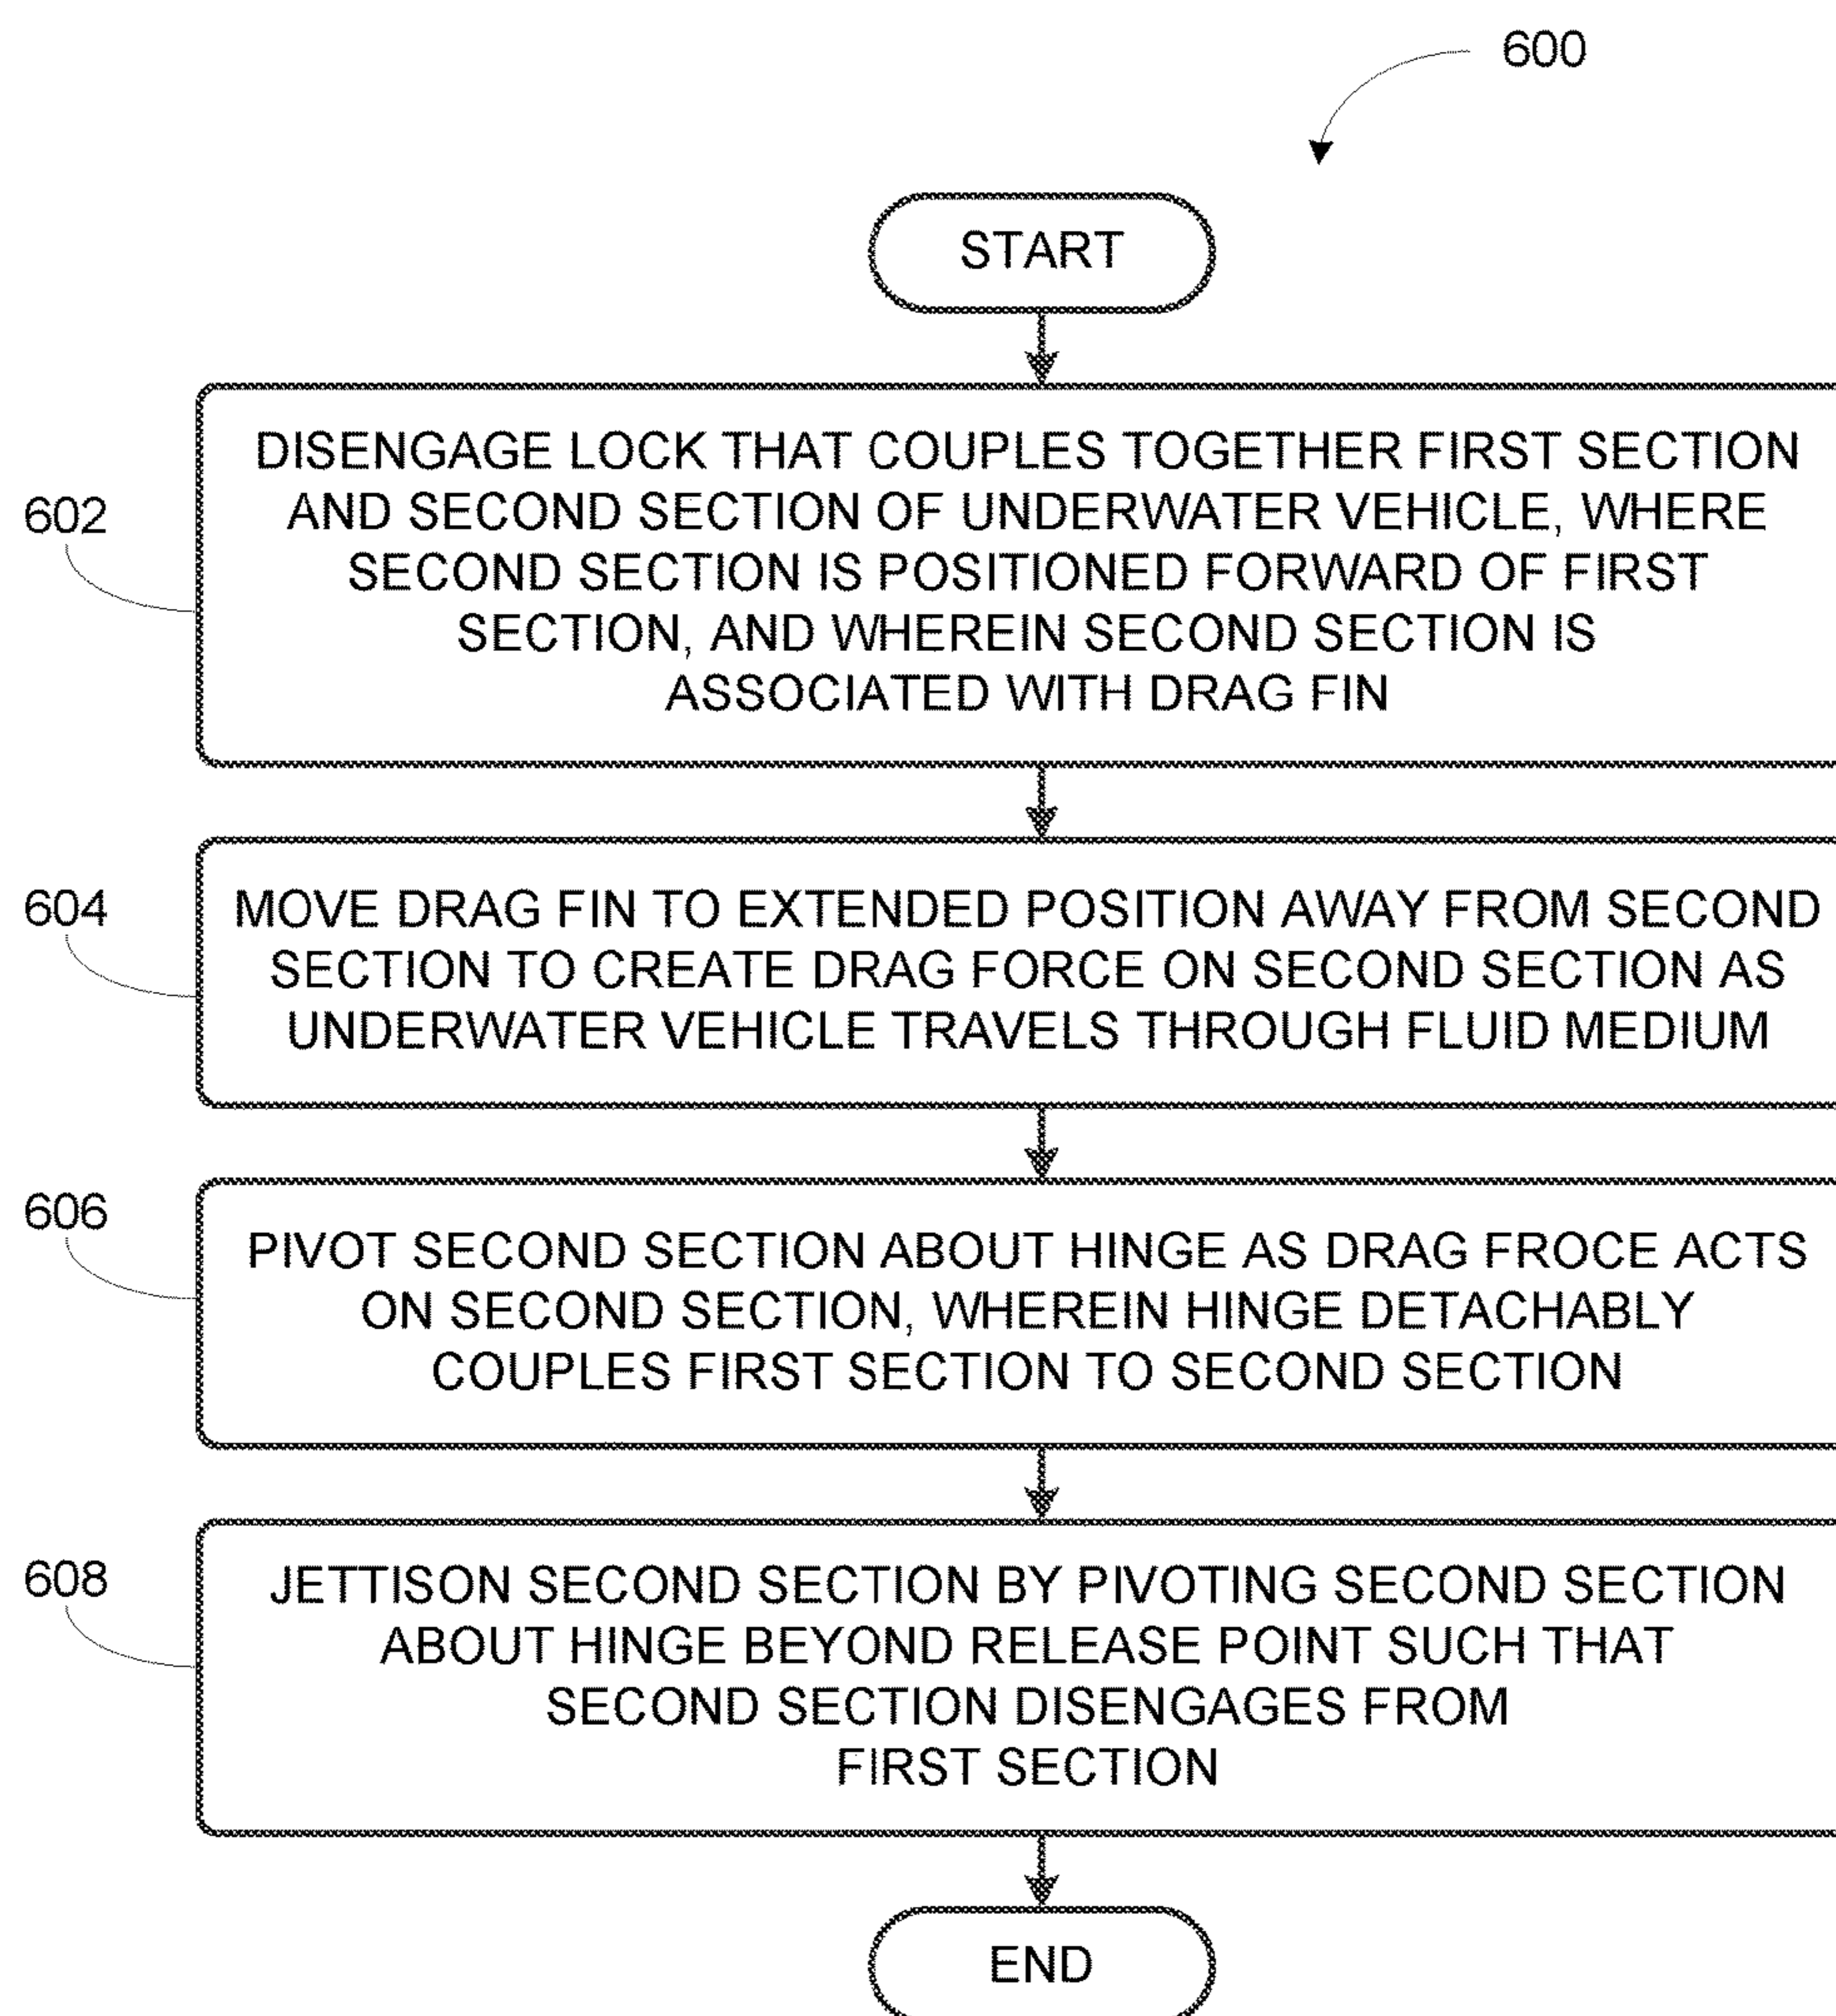 600
START
602
DISENGAGE LOCK THAT COUPLES TOGETHER FIRST SECTION
AND SECOND SECTION OF UNDERWATER VEHICLE, WHERE
SECOND SECTION IS POSITIONED FORWARD OF FIRST
SECTION, AND WHEREIN SECOND SECTION IS
ASSOCIATED WITH DRAG FIN
604
MOVE DRAG FIN TO EXTENDED POSITION AWAY FROM SECOND
SECTION TO CREATE DRAG FORCE ON SECOND SECTION AS
UNDERWATER VEHICLE TRAVELS THROUGH FLUID MEDIUM
606
PIVOT SECOND SECTION ABOUT HINGE AS DRAG FROCE ACTS
ON SECOND SECTION, WHEREIN HINGE DETACHABLY
COUPLES FIRST SECTION TO SECOND SECTION
608
JETTISON SECOND SECTION BY PIVOTING SECOND SECTION
ABOUT HINGE BEYOND RELEASE POINT SUCH THAT
SECOND SECTION DISENGAGES FROM
FIRST SECTION
END